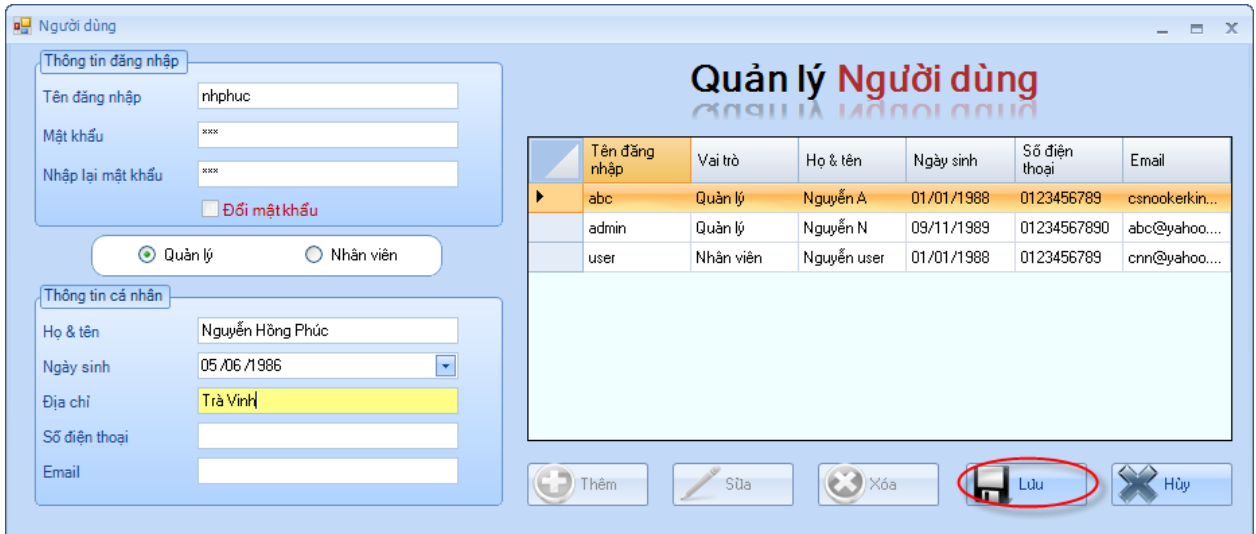 Người dùng
Thông tin đăng nhập
Tên đăng nhập nhphuc
Mật khẩu ***
Nhập lại mật khẩu ***
Đổi mật khẩu
Quản lý Nhân viên
Thông tin cá nhân
Họ & tên Nguyễn Hồng Phúc
Ngày sinh 05/06/1986
Địa chỉ Trà Vinh
Số điện thoại
Email
Quản lý Người dùng
Tên đăng nhập Vai trò Họ & tên Ngày sinh Số điện thoại Email
abc Quản lý Nguyễn A 01/01/1988 0123456789 csnookerkin...
admin Quản lý Nguyễn N 09/11/1989 01234567890 abc@yahoo....
user Nhân viên Nguyễn user 01/01/1988 0123456789 cnn@yahoo....
Thêm Sửa Xóa Lưu Hủy